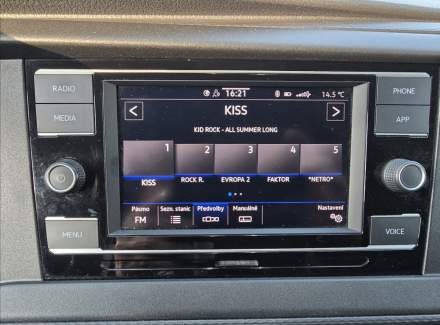 RADIO
MEDIA
MENU
PHONE
APP
VOICE
16:21
14.5 °C
KISS
KID ROCK - ALL SUMMER LONG
1 2 3 4 5
KISS ROCK R. EVROPA 2 FAKTOR *NETRO*
Pásmo Sezn. stanic Předvolby Manuálně Nastavení
FM